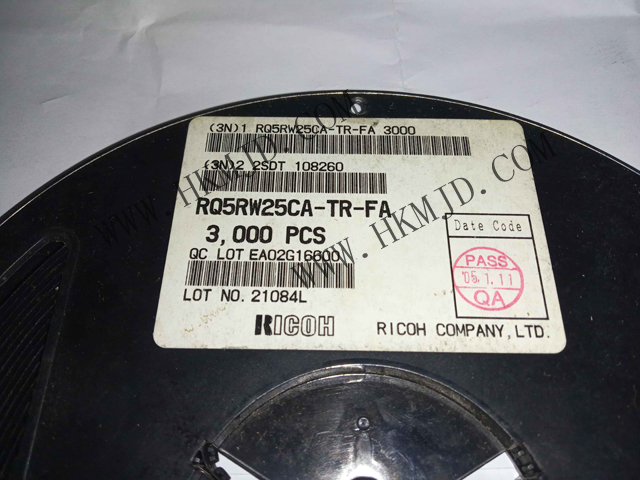 (3N)1 RQ5RW25CA-TR-FA 3000
(3N)2 2SDT 108260
RQ5RW25CA-TR-FA
3,000 PCS
QC LOT EA02G16600
LOT NO. 21084L
RICOH
RICOH COMPANY,LTD.
Date Code
PASS
'05.1.11
QA
WWW.HKMJD.COM
WWW.HKMJD.COM